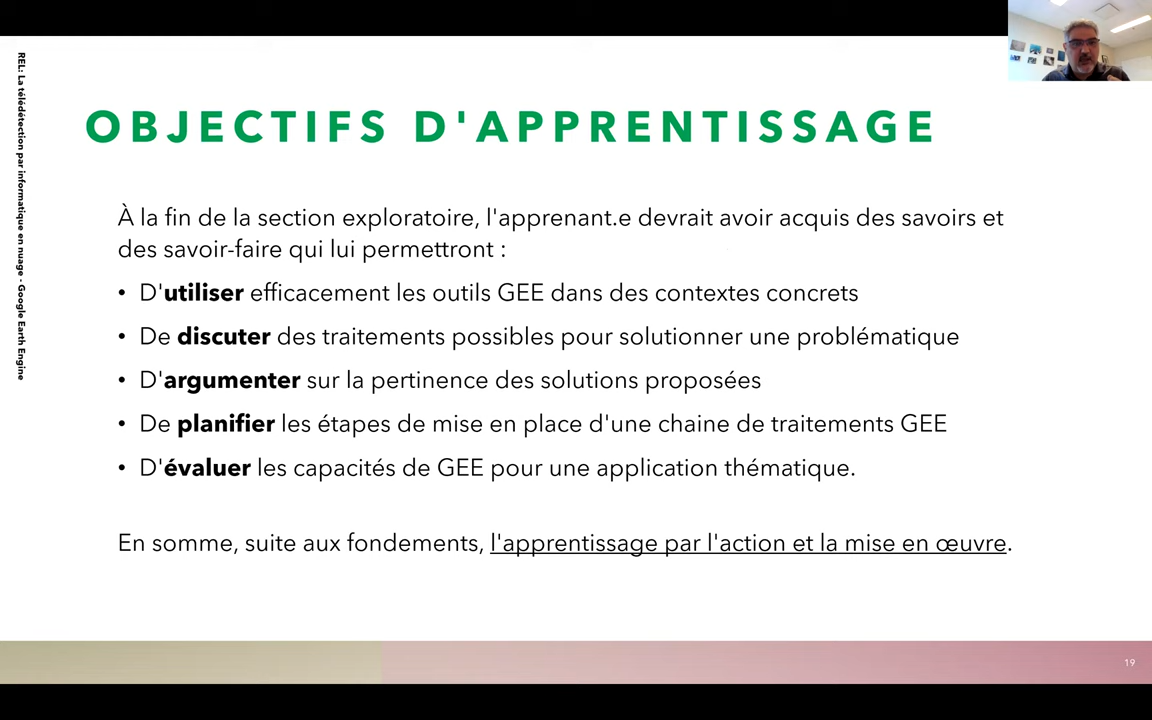 REL: La télédétection par informatique en nuage - Google Earth Engine
OBJECTIFS D'APPRENTISSAGE
À la fin de la section exploratoire, l'apprenant.e devrait avoir acquis des savoirs et
des savoir-faire qui lui permettront :
• D'utiliser efficacement les outils GEE dans des contextes concrets
• De discuter des traitements possibles pour solutionner une problématique
• D'argumenter sur la pertinence des solutions proposées
• De planifier les étapes de mise en place d'une chaine de traitements GEE
• D'évaluer les capacités de GEE pour une application thématique.
En somme, suite aux fondements, l'apprentissage par l'action et la mise en œuvre.
19